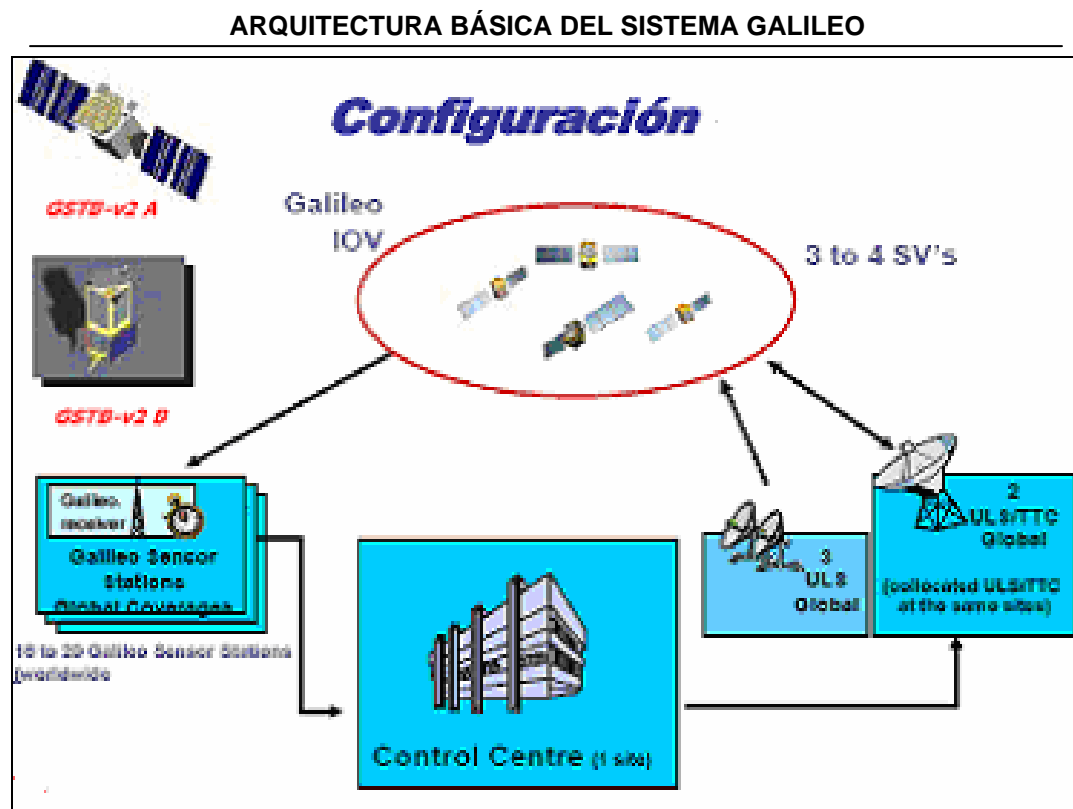 ARQUITECTURA BÁSICA DEL SISTEMA GALILEO
Configuración
GSTB-v2 A
Galileo
IOV
3 to 4 SV's
GSTB-v2 B
Galileo
receiver
Galileo Sensor
Stations
Global Coverage
Galileo Sensor Stations
(worldwide
3
ULS
Global
2
ULS/TTC
Global
(collocated ULS/TTC
at the same sites)
Control Centre (1 site)